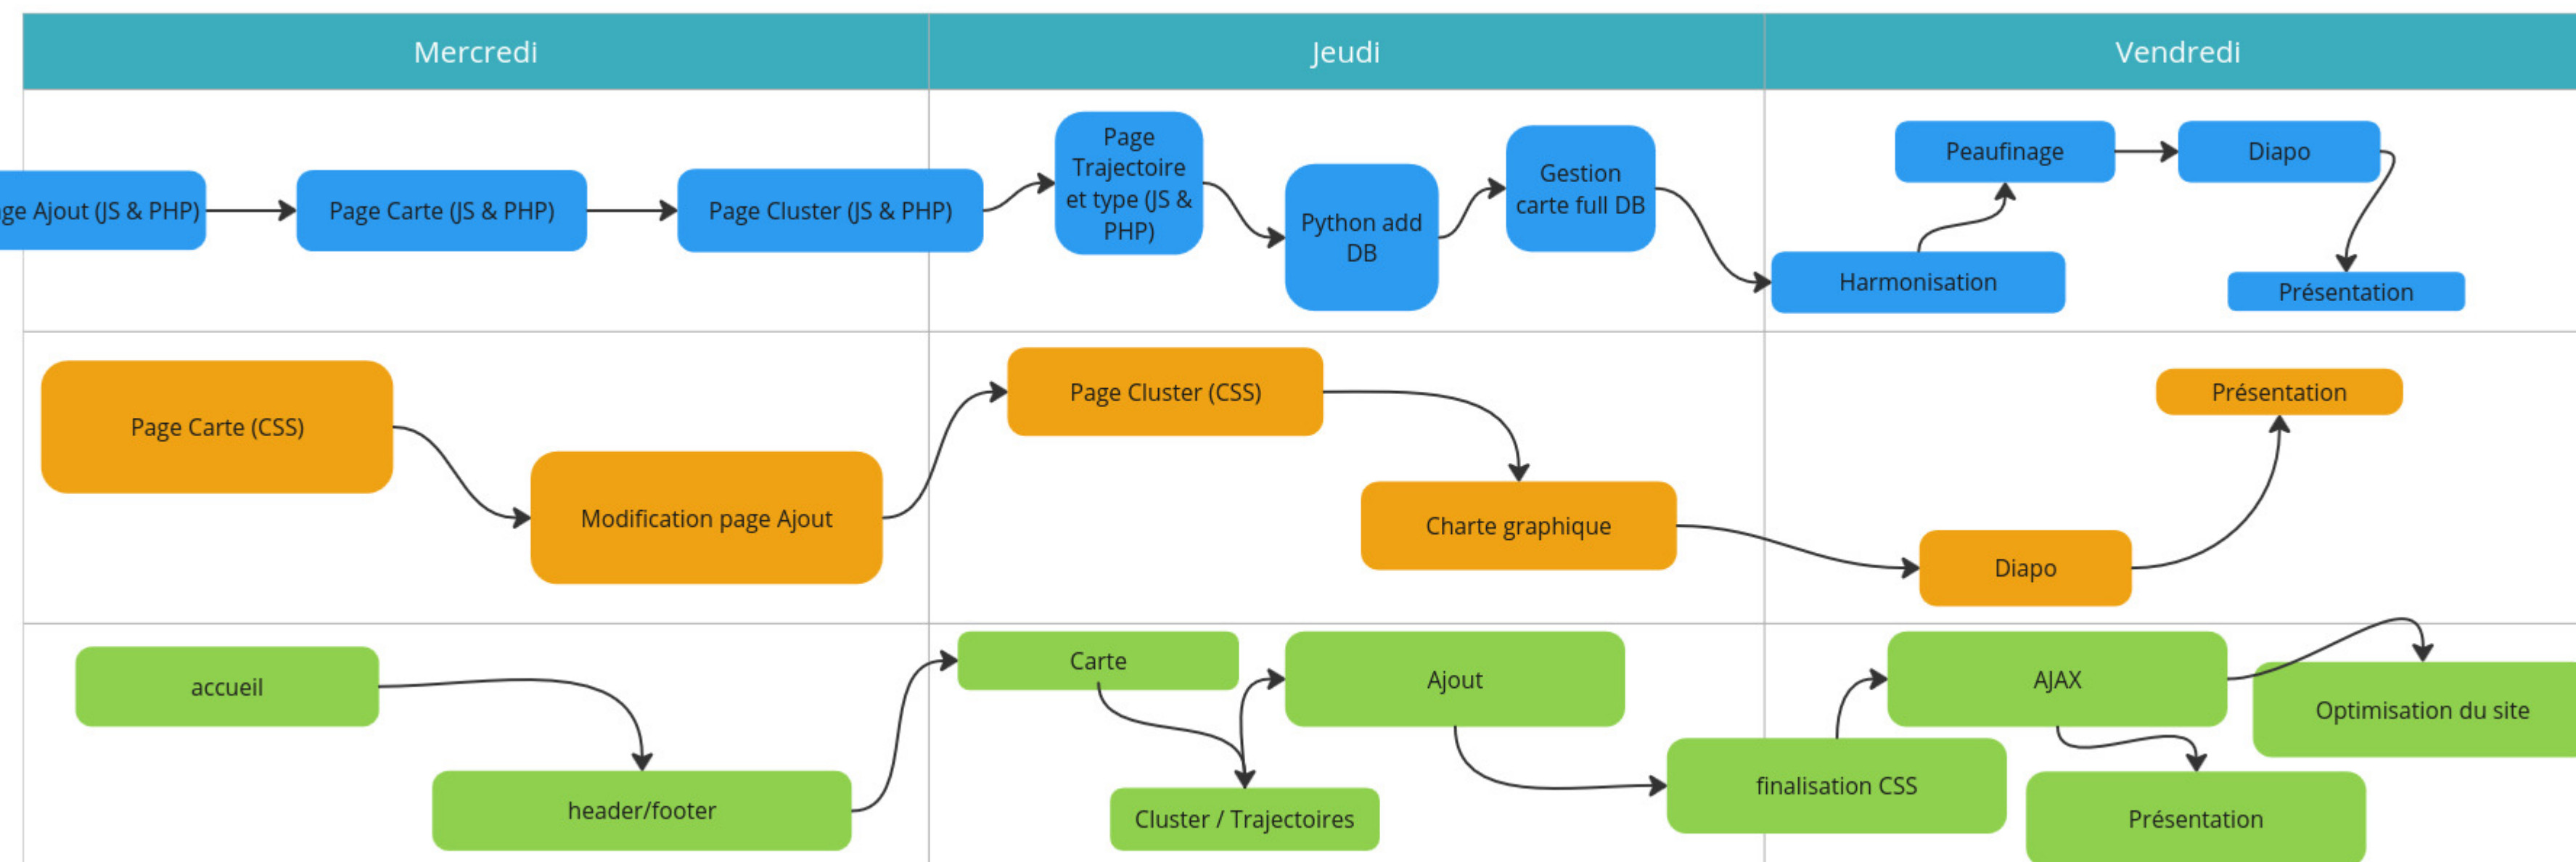 Mercredi
Jeudi
Vendredi
ge Ajout (JS & PHP)
Page Carte (JS & PHP)
Page Cluster (JS & PHP)
Page
Trajectoire
et type (JS &
PHP)
Python add
DB
Gestion
carte full DB
Harmonisation
Peaufinage
Diapo
Présentation
Page Carte (CSS)
Modification page Ajout
Page Cluster (CSS)
Charte graphique
Diapo
Présentation
accueil
header/footer
Carte
Cluster / Trajectoires
Ajout
finalisation CSS
AJAX
Présentation
Optimisation du site